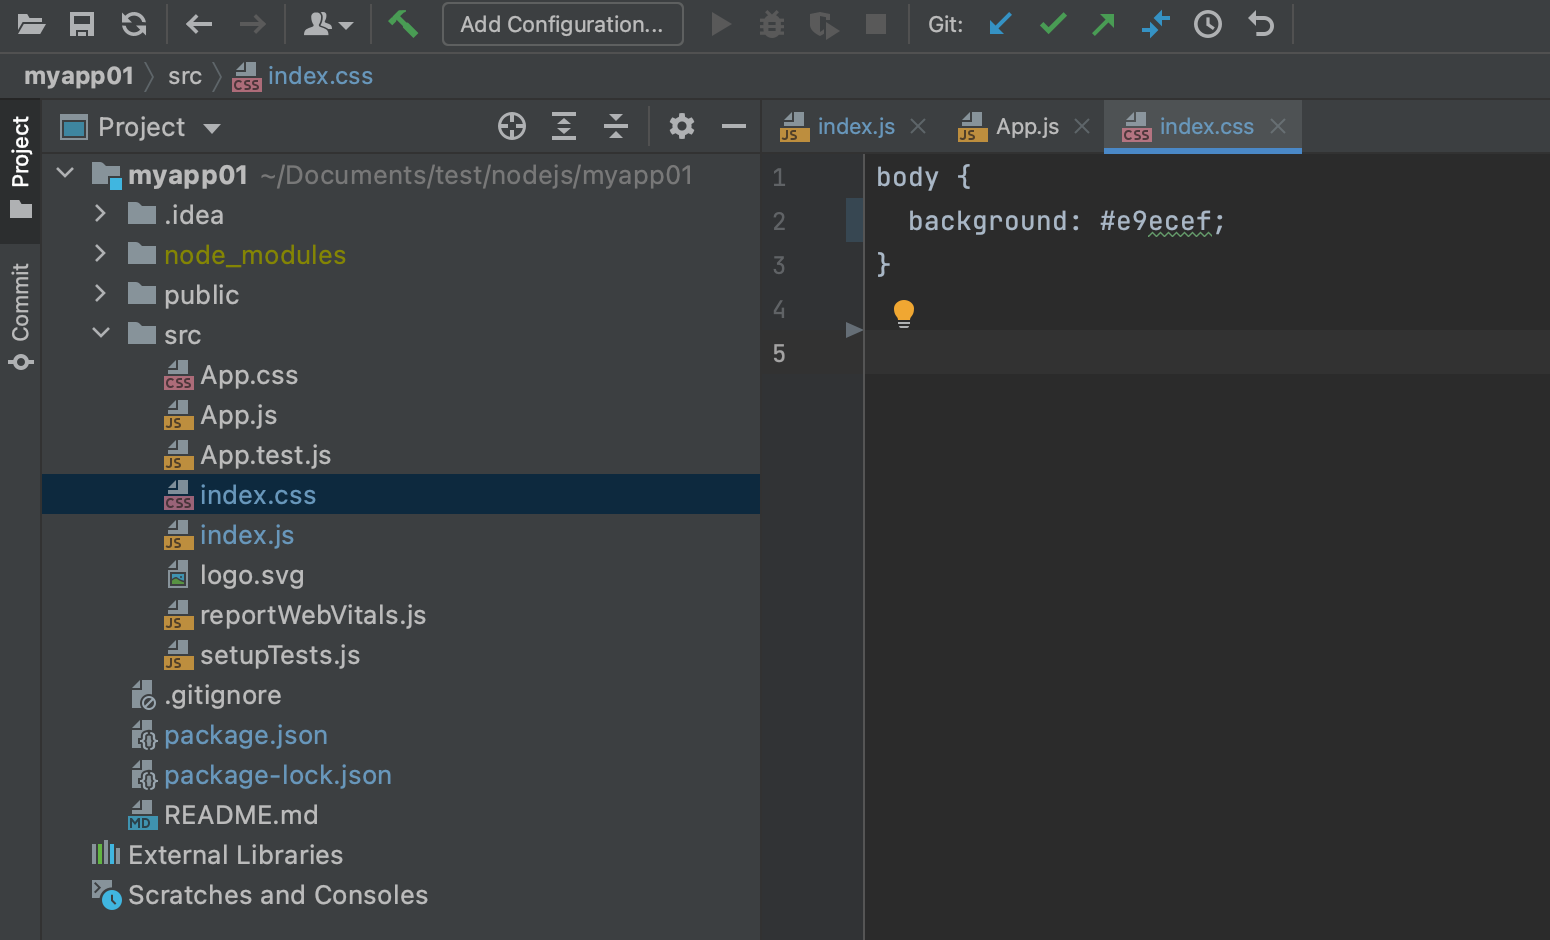 Add Configuration...
Git:
myapp01 src index.css
Project
Commit
Project
myapp01 ~/Documents/test/nodejs/myapp01
.idea
node_modules
public
src
App.css
App.js
App.test.js
index.css
index.js
logo.svg
reportWebVitals.js
setupTests.js
.gitignore
package.json
package-lock.json
README.md
External Libraries
Scratches and Consoles
index.js
App.js
index.css
1 body {
2 background: #e9ecef;
3 }
4
5